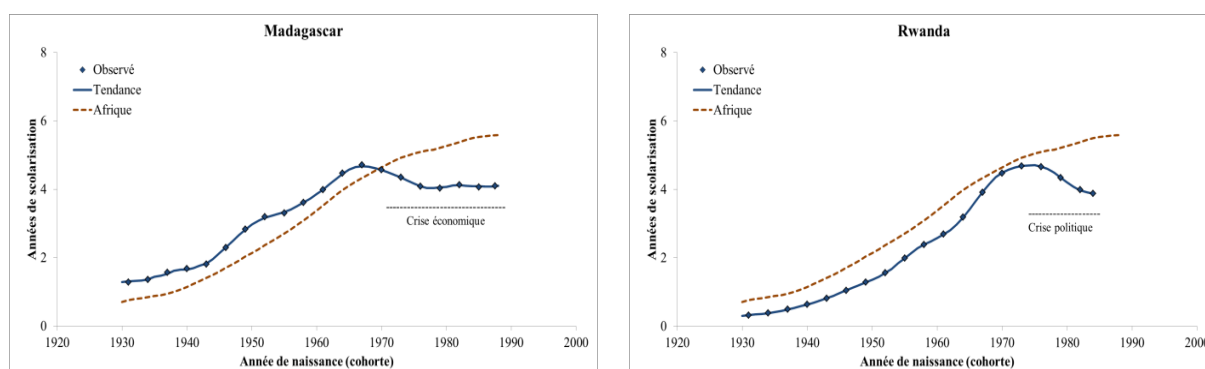 Madagascar
8
6
4
2
0
Années de scolarisation
Observé
Tendance
Afrique
Crise économique
1920 1930 1940 1950 1960 1970 1980 1990 2000
Année de naissance (cohorte)
Rwanda
8
6
4
2
0
Années de scolarisation
Observé
Tendance
Afrique
Crise politique
1920 1930 1940 1950 1960 1970 1980 1990 2000
Année de naissance (cohorte)